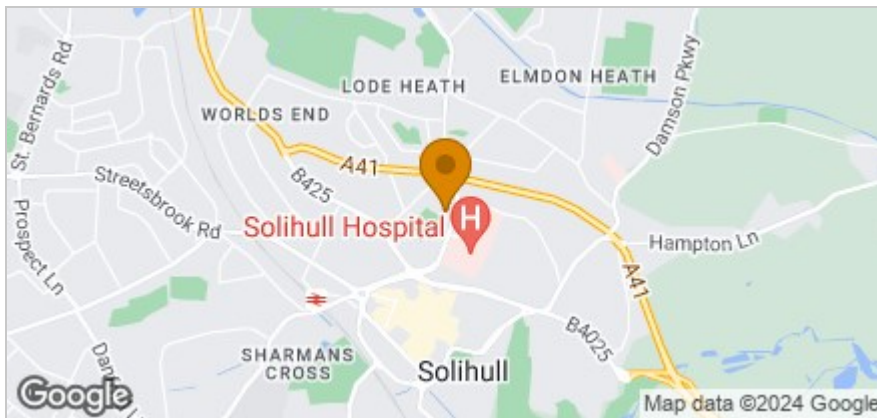 St. Bernards Rd
LODE HEATH
ELMDON HEATH
Damson Pkwy
WORLDS END
A41
B425
Streetsbrook Rd
Prospect Ln
Solihull Hospital
H
Hampton Ln
A41
B4025
SHARMANS
CROSS
Solihull
Google
Map data ©2024 Google